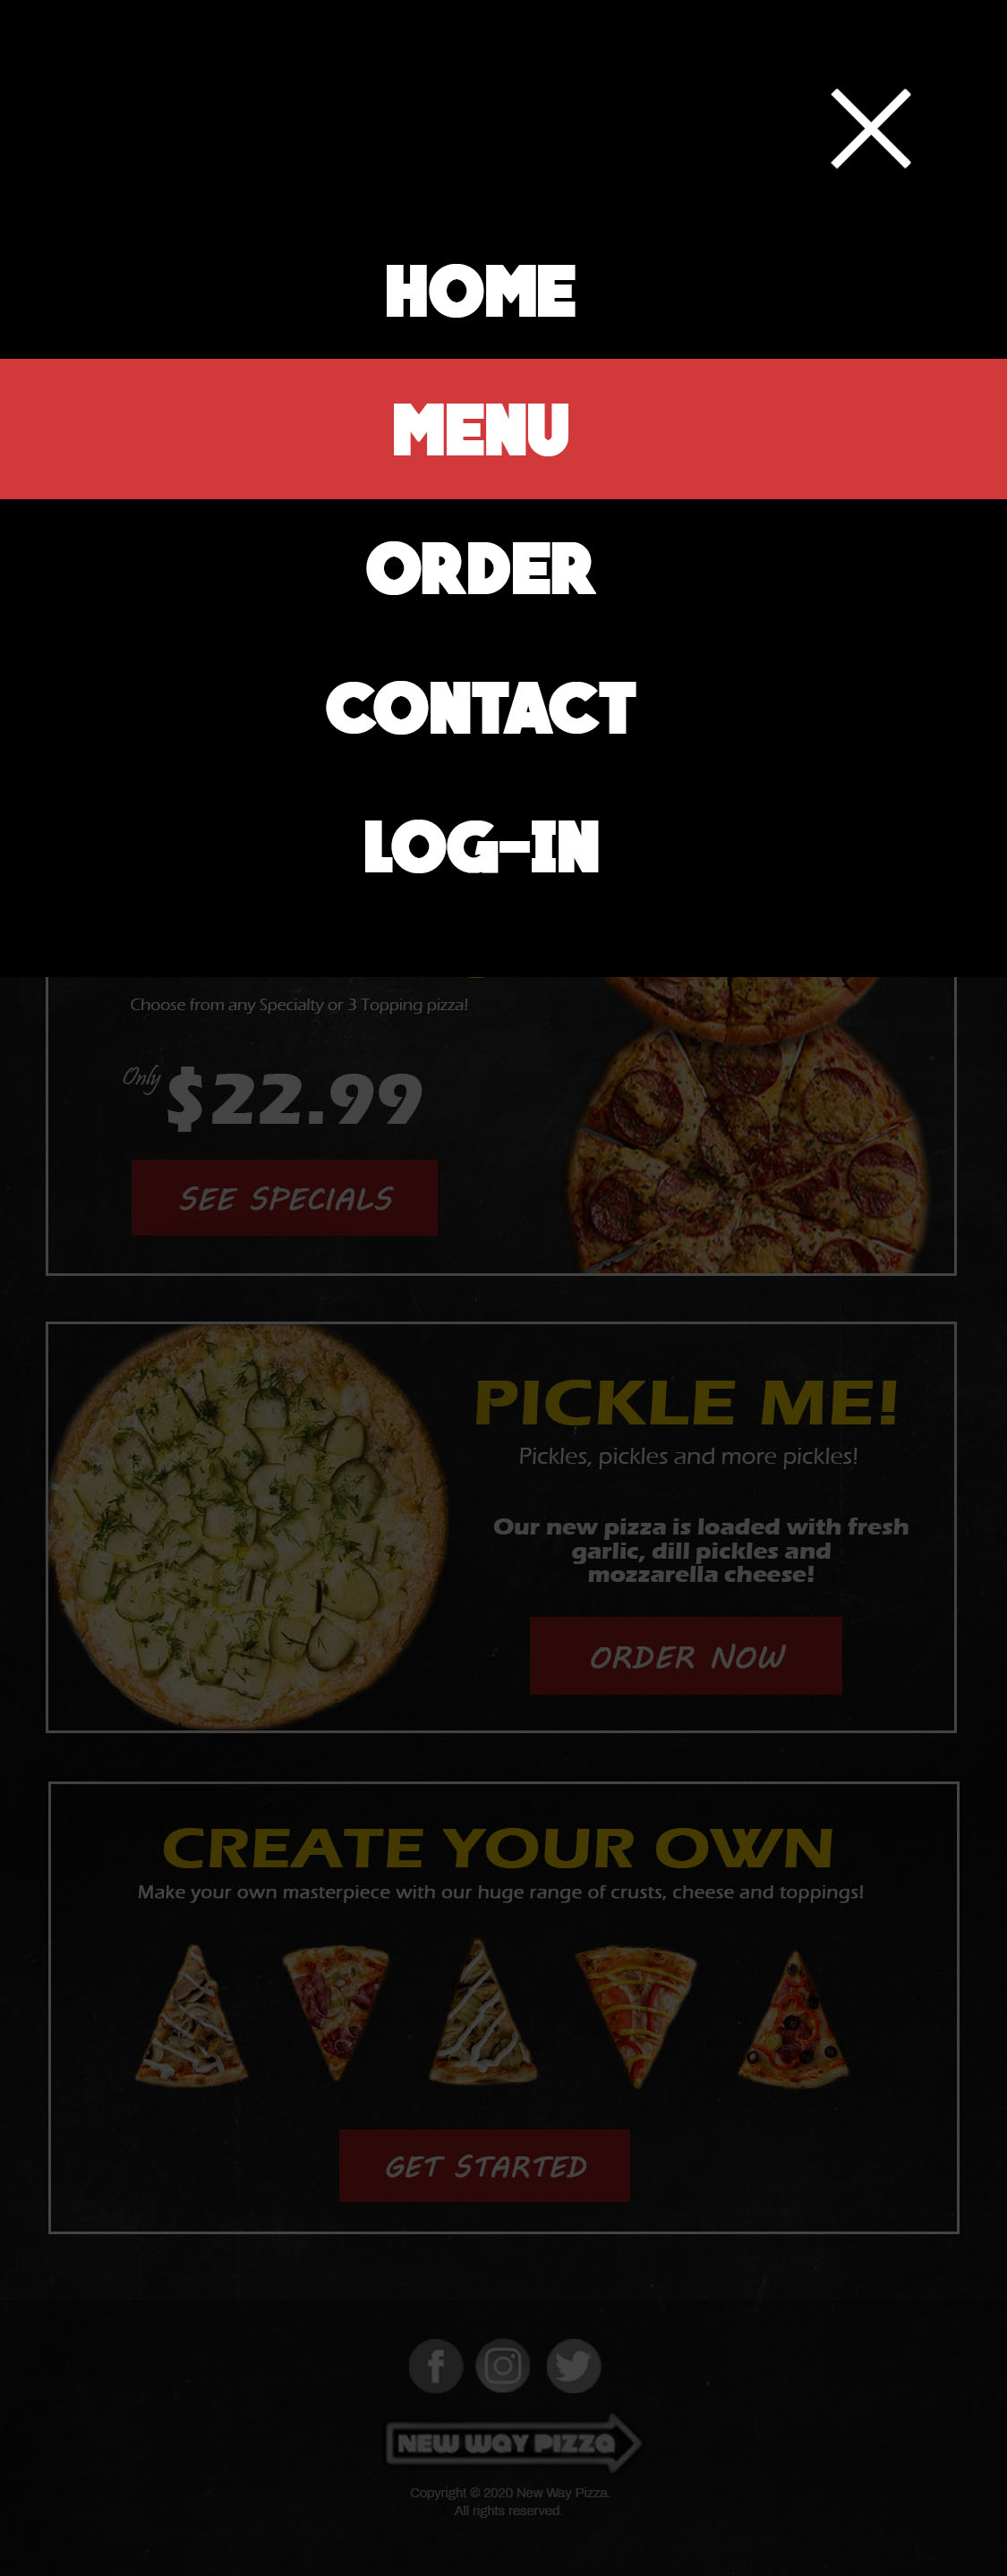 HOME
MENU
ORDER
CONTACT
LOG-IN
Choose from any Specialty or 3 Topping pizza!
Only $22.99
SEE SPECIALS
PICKLE ME!
Pickles, pickles and more pickles!
Our new pizza is loaded with fresh
garlic, dill pickles and
mozzarella cheese!
ORDER NOW
CREATE YOUR OWN
Make your own masterpiece with our huge range of crusts, cheese and toppings!
GET STARTED
NEW WAY PIZZA
Copyright © 2020 New Way Pizza.
All rights reserved.